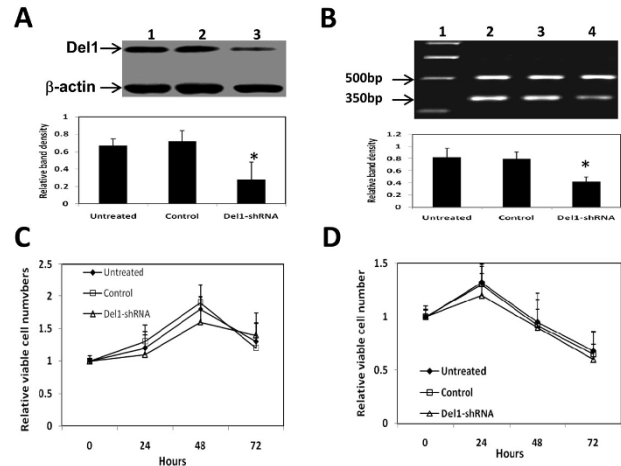 A
1 2 3
Del1
β-actin
Relative band density
1
0.8
0.6
0.4
0.2
0
*
Untreated Control Del1-shRNA
B
1 2 3 4
500bp
350bp
Relative band density
1.2
1
0.8
0.6
0.4
0.2
0
*
Untreated Control Del1-shRNA
C
Relative viable cell numvbers
2.5
2
1.5
1
0.5
0
Untreated
Control
Del1-shRNA
0 24 48 72
Hours
D
Relative viable cell number
1.5
1
0.5
0
Untreated
Control
Del1-shRNA
0 24 48 72
Hours